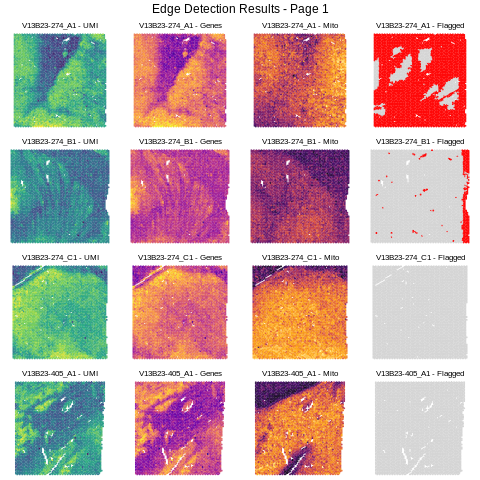 Edge Detection Results - Page 1
V13B23-274_A1 - UMI
V13B23-274_A1 - Genes
V13B23-274_A1 - Mito
V13B23-274_A1 - Flagged
V13B23-274_B1 - UMI
V13B23-274_B1 - Genes
V13B23-274_B1 - Mito
V13B23-274_B1 - Flagged
V13B23-274_C1 - UMI
V13B23-274_C1 - Genes
V13B23-274_C1 - Mito
V13B23-274_C1 - Flagged
V13B23-405_A1 - UMI
V13B23-405_A1 - Genes
V13B23-405_A1 - Mito
V13B23-405_A1 - Flagged